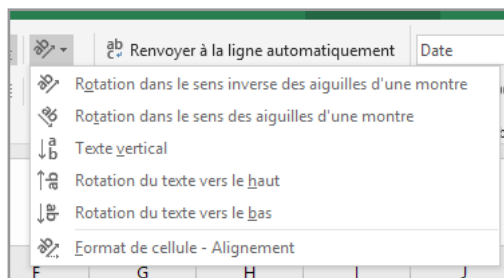 Renvoyer à la ligne automatiquement Date
Rotation dans le sens inverse des aiguilles d'une montre
Rotation dans le sens des aiguilles d'une montre
Texte vertical
Rotation du texte vers le haut
Rotation du texte vers le bas
Format de cellule - Alignement
F G H I J